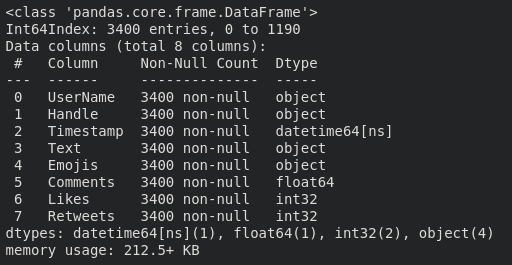 <class 'pandas.core.frame.DataFrame'>
Int64Index: 3400 entries, 0 to 1190
Data columns (total 8 columns):
 #   Column     Non-Null Count  Dtype
---  ------     --------------  -----
 0   UserName   3400 non-null   object
 1   Handle     3400 non-null   object
 2   Timestamp  3400 non-null   datetime64[ns]
 3   Text       3400 non-null   object
 4   Emojis     3400 non-null   object
 5   Comments   3400 non-null   float64
 6   Likes      3400 non-null   int32
 7   Retweets   3400 non-null   int32
dtypes: datetime64[ns](1), float64(1), int32(2), object(4)
memory usage: 212.5+ KB